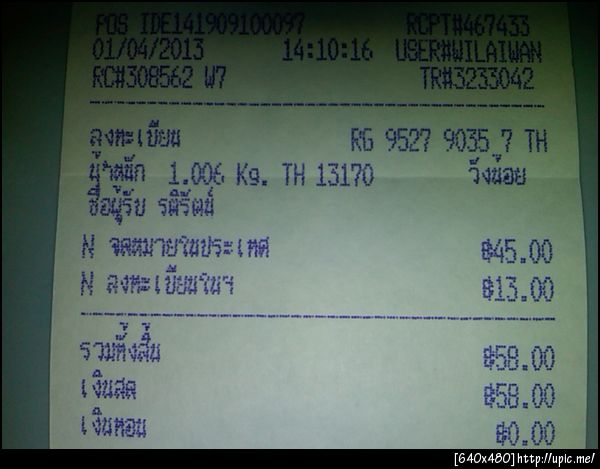 POS IDE141909100097 RCPT#467433
01/04/2013 14:10:16 USER#WILAIWAN
RC#308562 W7 TR#3233042
ลงทะเบียน RG 9527 9035 7 TH
น้ำหนัก 1.006 Kg. TH 13170 วังน้อย
ชื่อผู้รับ รติรัตน์
N จดหมายในประเทศ ฿45.00
N ลงทะเบียนในฯ ฿13.00
รวมทั้งสิ้น ฿58.00
เงินสด ฿58.00
เงินทอน ฿0.00
[640x480]http://upic.me/